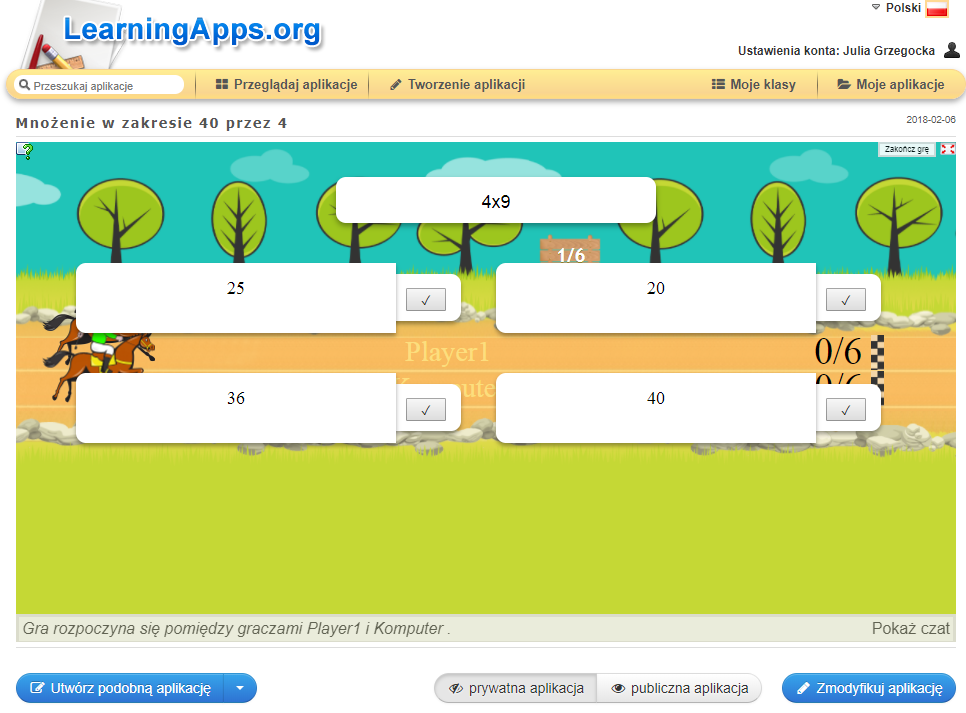 Polski
LearningApps.org
Ustawienia konta: Julia Grzegocka
Przeszukaj aplikacje
Przeglądaj aplikacje
Tworzenie aplikacji
Moje klasy
Moje aplikacje
Mnożenie w zakresie 40 przez 4
2018-02-06
Zakończ grę
4x9
1/6
25
20
Player1
0/6
0/6
36
40
Gra rozpoczyna się pomiędzy graczami Player1 i Komputer .
Pokaż czat
Utwórz podobną aplikację
prywatna aplikacja
publiczna aplikacja
Zmodyfikuj aplikację